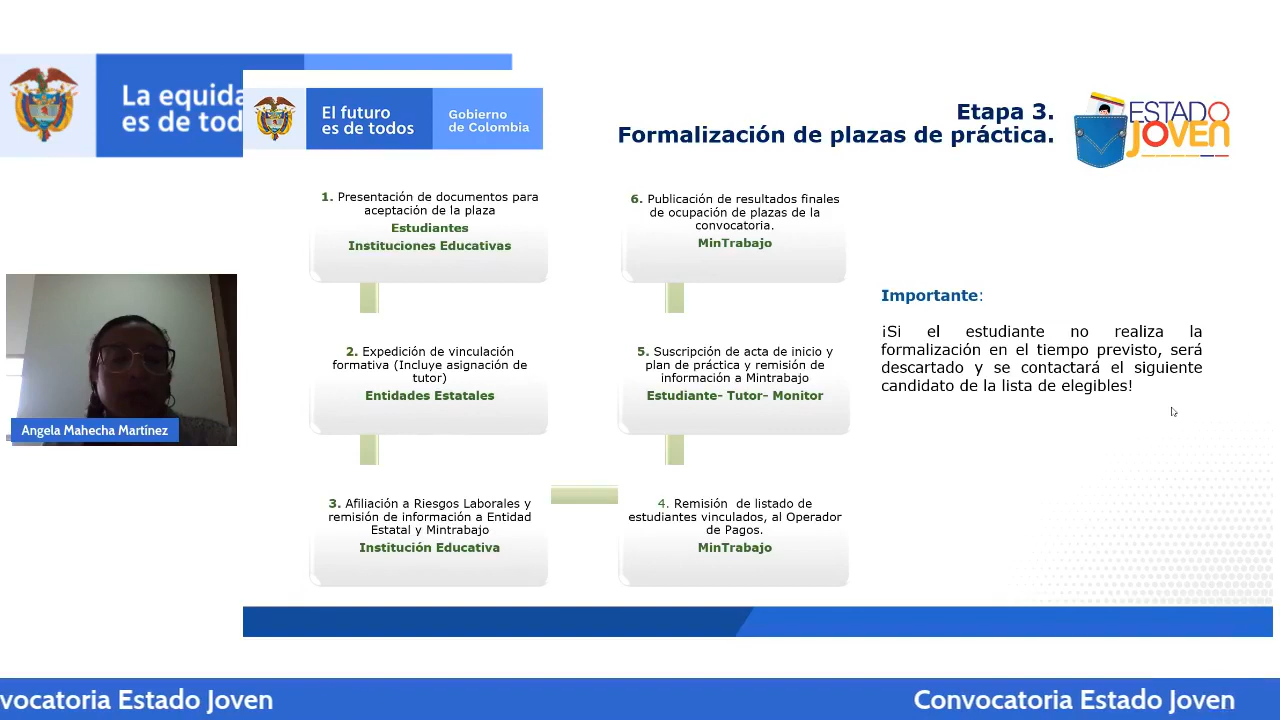 La equida
es de tod
El futuro
es de todos
Gobierno
de Colombia
Etapa 3.
Formalización de plazas de práctica.
ESTADO
JOVEN
1. Presentación de documentos para
aceptación de la plaza
Estudiantes
Instituciones Educativas
2. Expedición de vinculación
formativa (Incluye asignación de
tutor)
Entidades Estatales
3. Afiliación a Riesgos Laborales y
remisión de información a Entidad
Estatal y Mintrabajo
Institución Educativa
4. Remisión de listado de
estudiantes vinculados, al Operador
de Pagos.
MinTrabajo
5. Suscripción de acta de inicio y
plan de práctica y remisión de
información a Mintrabajo
Estudiante- Tutor- Monitor
6. Publicación de resultados finales
de ocupación de plazas de la
convocatoria.
MinTrabajo
Importante:
¡Si el estudiante no realiza la
formalización en el tiempo previsto, será
descartado y se contactará el siguiente
candidato de la lista de elegibles!
Angela Mahecha Martínez
vocatoria Estado Joven
Convocatoria Estado Joven